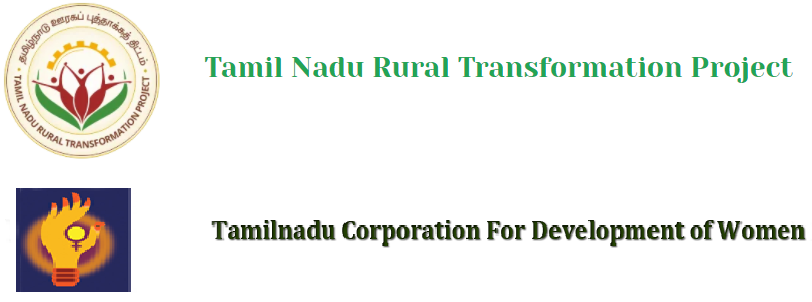 தமிழ்நாடு ஊரகப் புத்தாக்கத் திட்டம்
TAMIL NADU RURAL TRANSFORMATION PROJECT
Tamil Nadu Rural Transformation Project
Tamilnadu Corporation For Development of Women